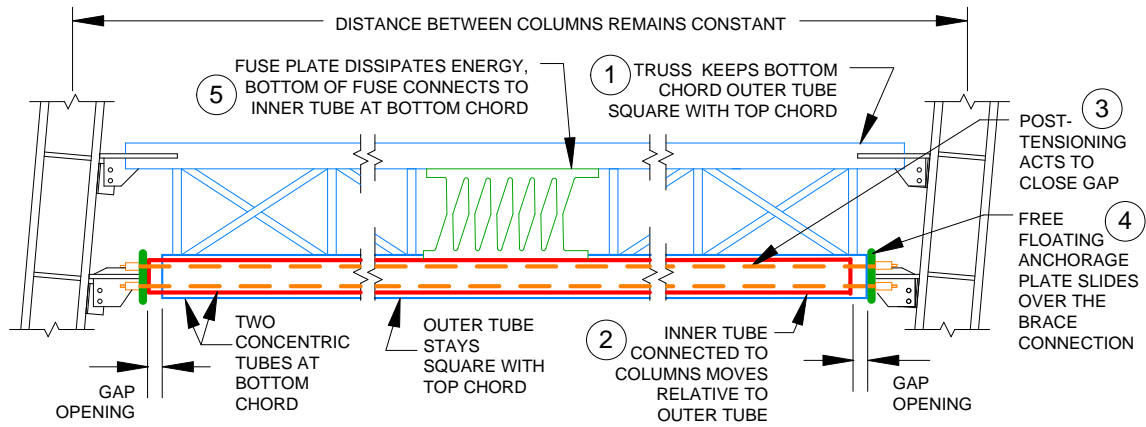 DISTANCE BETWEEN COLUMNS REMAINS CONSTANT
5
FUSE PLATE DISSIPATES ENERGY,
BOTTOM OF FUSE CONNECTS TO
INNER TUBE AT BOTTOM CHORD
1
TRUSS KEEPS BOTTOM
CHORD OUTER TUBE
SQUARE WITH TOP CHORD
3
POST-
TENSIONING
ACTS TO
CLOSE GAP
4
FREE
FLOATING
ANCHORAGE
PLATE SLIDES
OVER THE
BRACE
CONNECTION
GAP
OPENING
TWO
CONCENTRIC
TUBES AT
BOTTOM
CHORD
OUTER TUBE
STAYS
SQUARE WITH
TOP CHORD
2
INNER TUBE
CONNECTED TO
COLUMNS MOVES
RELATIVE TO
OUTER TUBE
GAP
OPENING